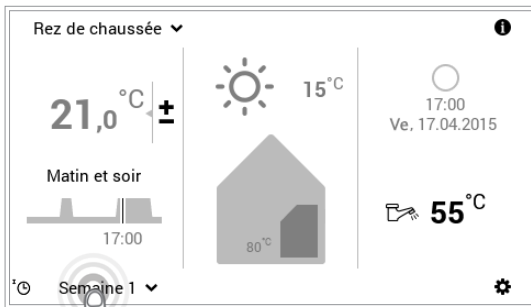 Rez de chaussée
21,0 °C ±
15 °C
17:00
Ve, 17.04.2015
Matin et soir
17:00
80 °C
55 °C
Semaine 1